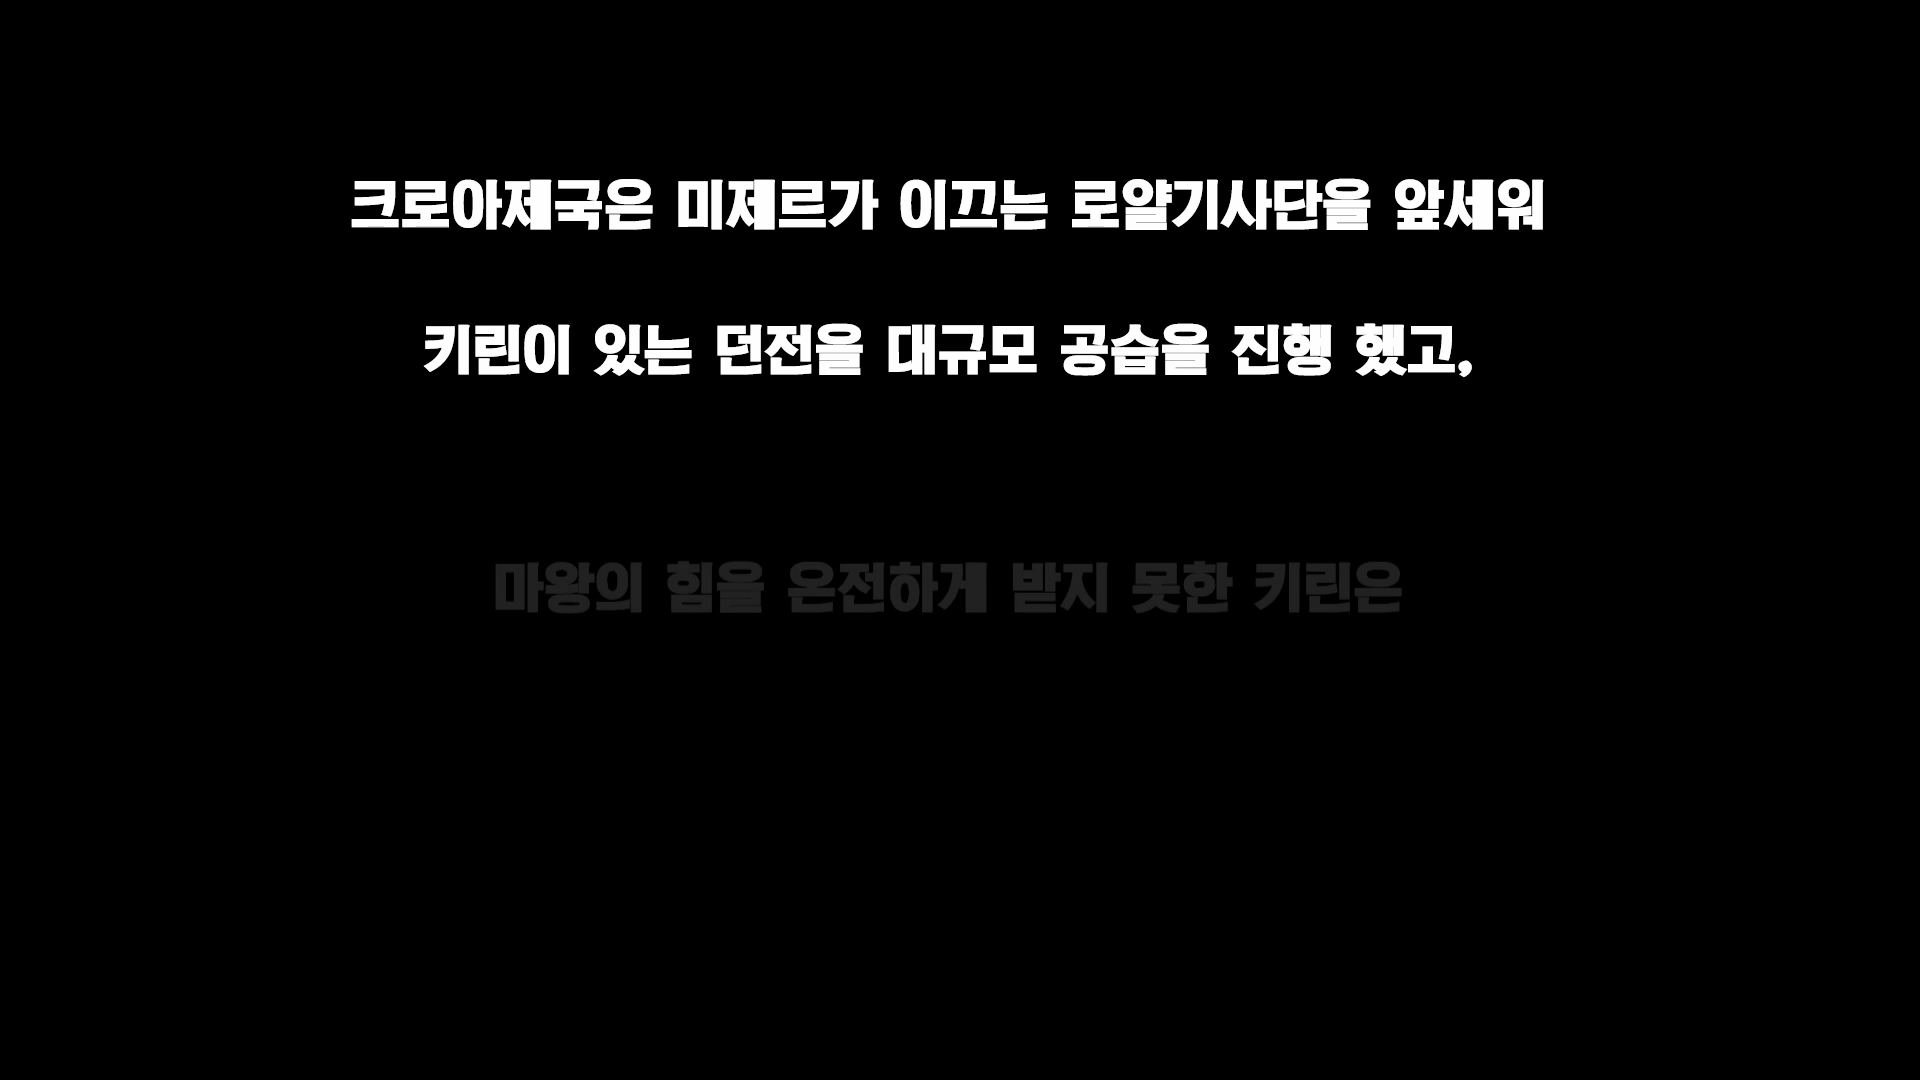 크로아제국은 미제르가 이끄는 로얄기사단을 앞세워
키린이 있는 던전을 대규모 공습을 진행 했고,
마왕의 힘을 온전하게 받지 못한 키린은